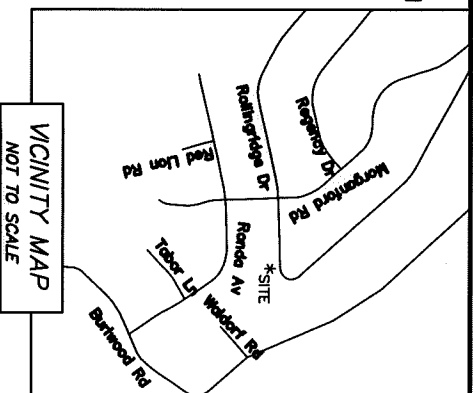 Regency Dr
Morganford Rd
Rollingridge Dr
Red Lion Rd
Randa Av
*SITE
Tabor Ln
Waldorf Rd
Burlwood Rd
VICINITY MAP
NOT TO SCALE